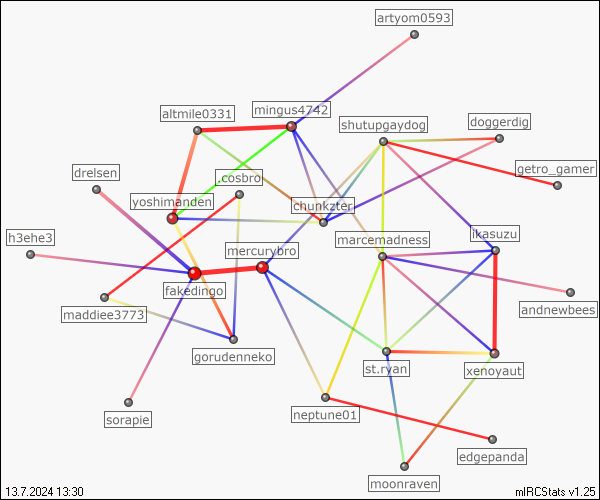 artyom0593
altmile0331
mingus4742
shutupgaydog
doggerdig
getro_gamer
drelsen
.cosbro
yoshimanden
chunkzter
h3ehe3
mercurybro
marcemadness
ikasuzu
fakedingo
maddiee3773
andnewbees
gorudenneko
st.ryan
xenoyaut
sorapie
neptune01
edgepanda
moonraven
13.7.2024 13:30
mIRCStats v1.25